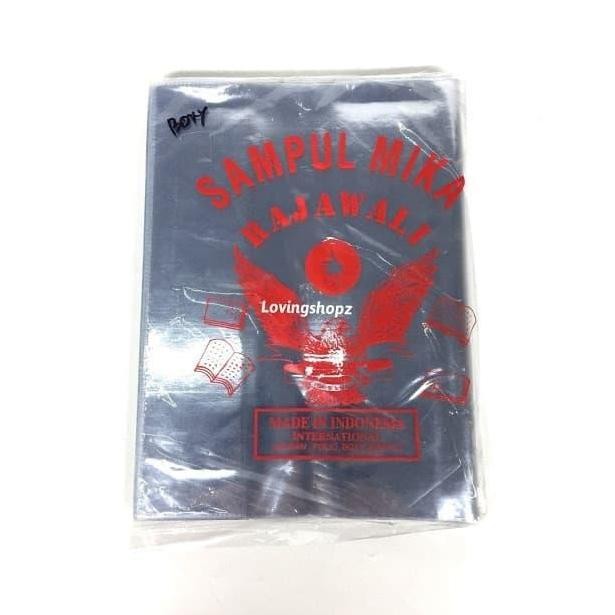 BOXY
SAMPUL MIKA
RAJAWALI
Lovingshopz
MADE IN INDONESIA
INTERNATIONAL